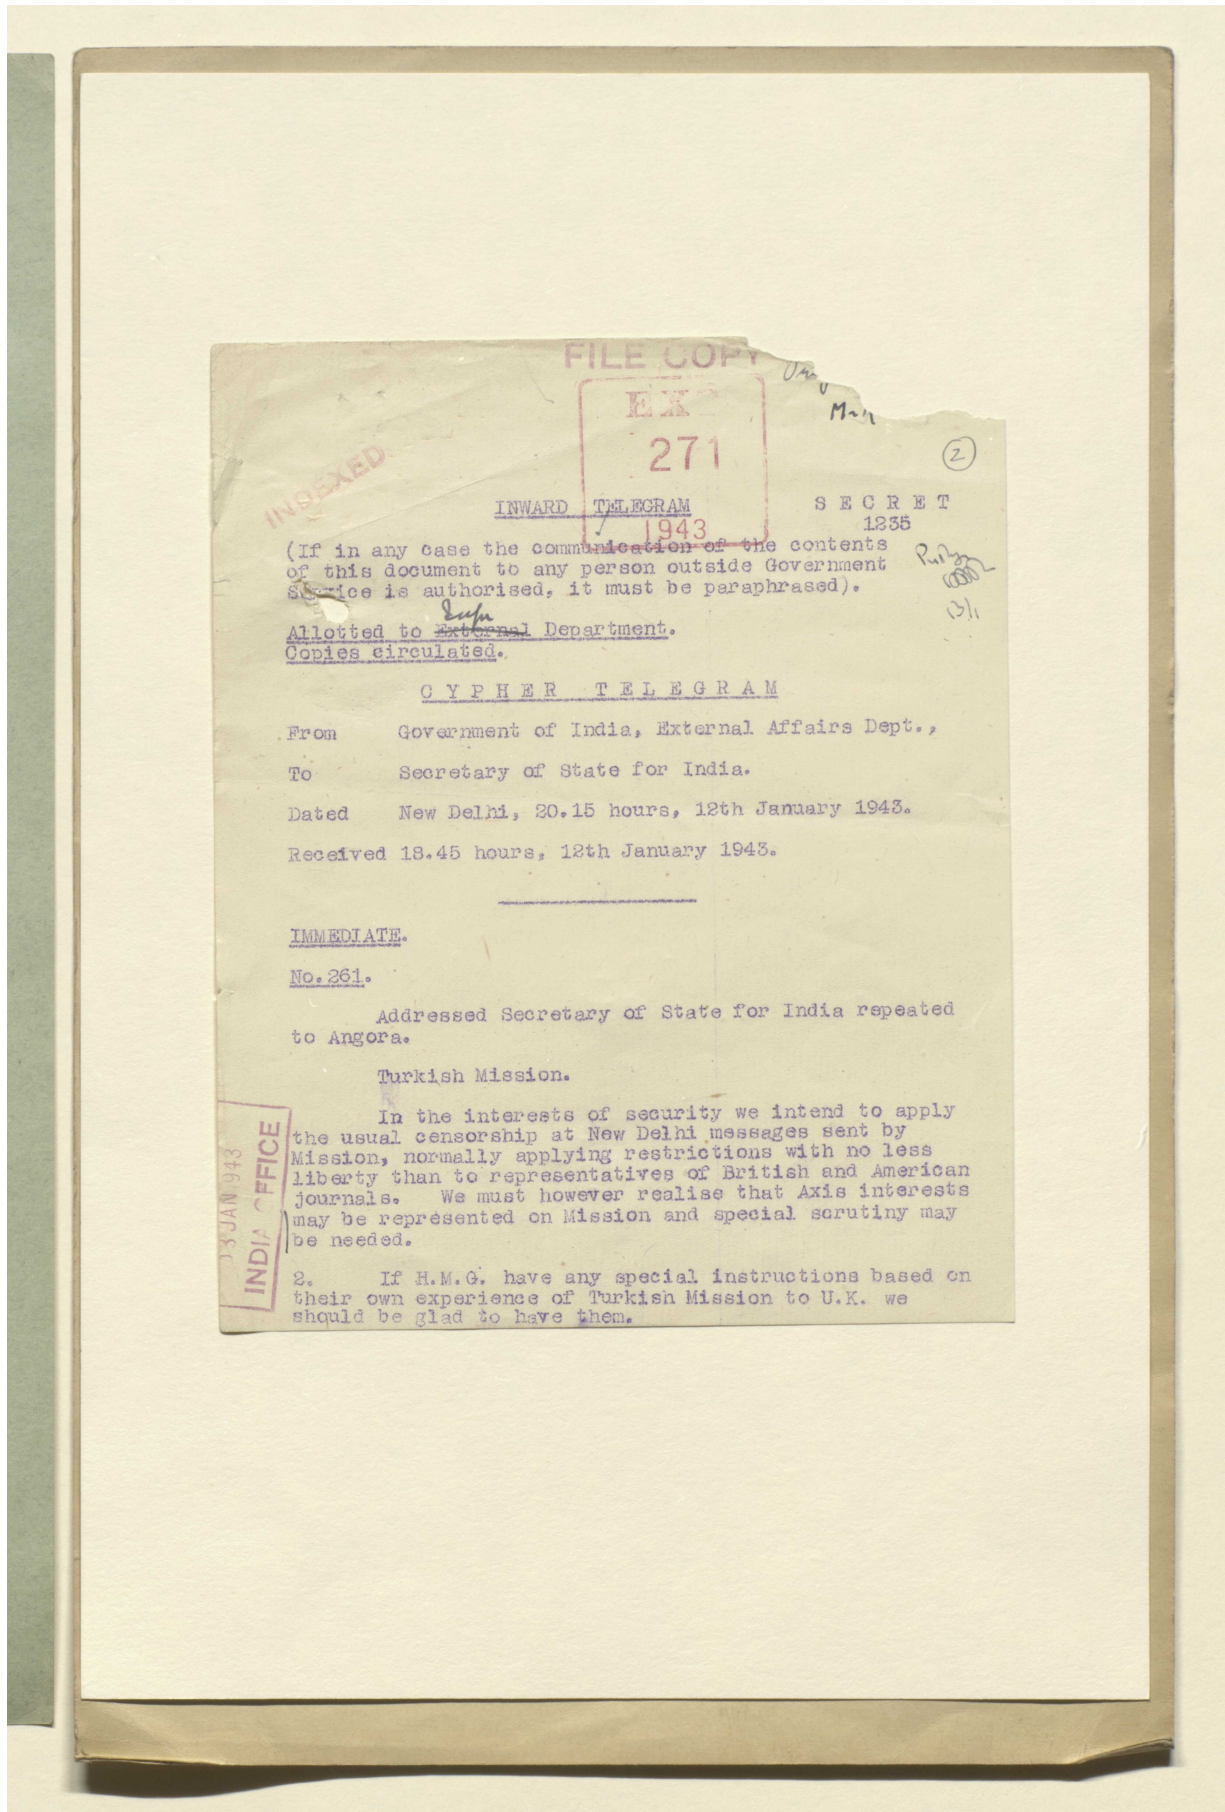 FILE COPY
EXT
271
1943
INDEXED
2
INWARD TELEGRAM
SECRET
1235
(If in any case the communication of the contents
of this document to any person outside Government
Service is authorised, it must be paraphrased).
13/1
Allotted to External Department.
Copies circulated.
CYPHER TELEGRAM
From Government of India, External Affairs Dept.,
To Secretary of State for India.
Dated New Delhi, 20.15 hours, 12th January 1943.
Received 18.45 hours, 12th January 1943.
IMMEDIATE.
No.261.
Addressed Secretary of State for India repeated
to Angora.
Turkish Mission.
In the interests of security we intend to apply
the usual censorship at New Delhi messages sent by
Mission, normally applying restrictions with no less
liberty than to representatives of British and American
journals. We must however realise that Axis interests
may be represented on Mission and special scrutiny may
be needed.
2. If H.M.G. have any special instructions based on
their own experience of Turkish Mission to U.K. we
should be glad to have them.
13 JAN 1943
INDIA OFFICE